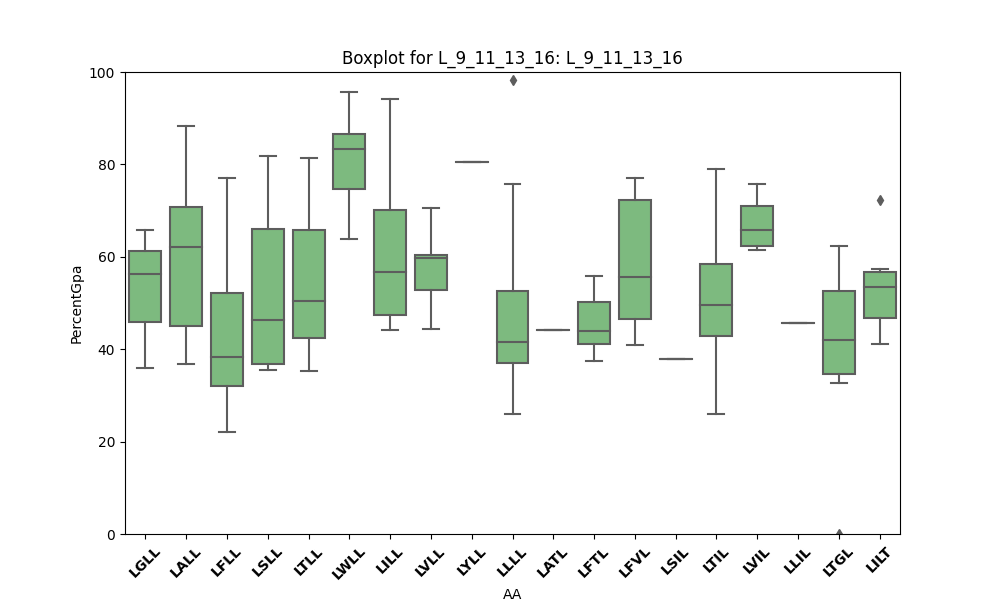 Boxplot for L_9_11_13_16: L_9_11_13_16
100
80
60
40
20
0
PercentGpa
LGLL LALL LFLL LSLL LTLL LWLL LILL LVLL LYLL LLLL LATL LFTL LFVL LSIL LTIL LVIL LLIL LTGL LILT
AA